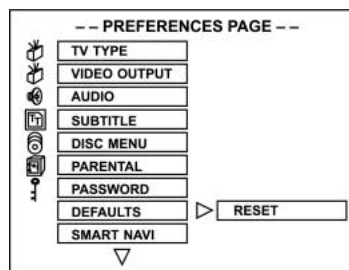 -- PREFERENCES PAGE --
TV TYPE
VIDEO OUTPUT
AUDIO
SUBTITLE
DISC MENU
PARENTAL
PASSWORD
DEFAULTS RESET
SMART NAVI